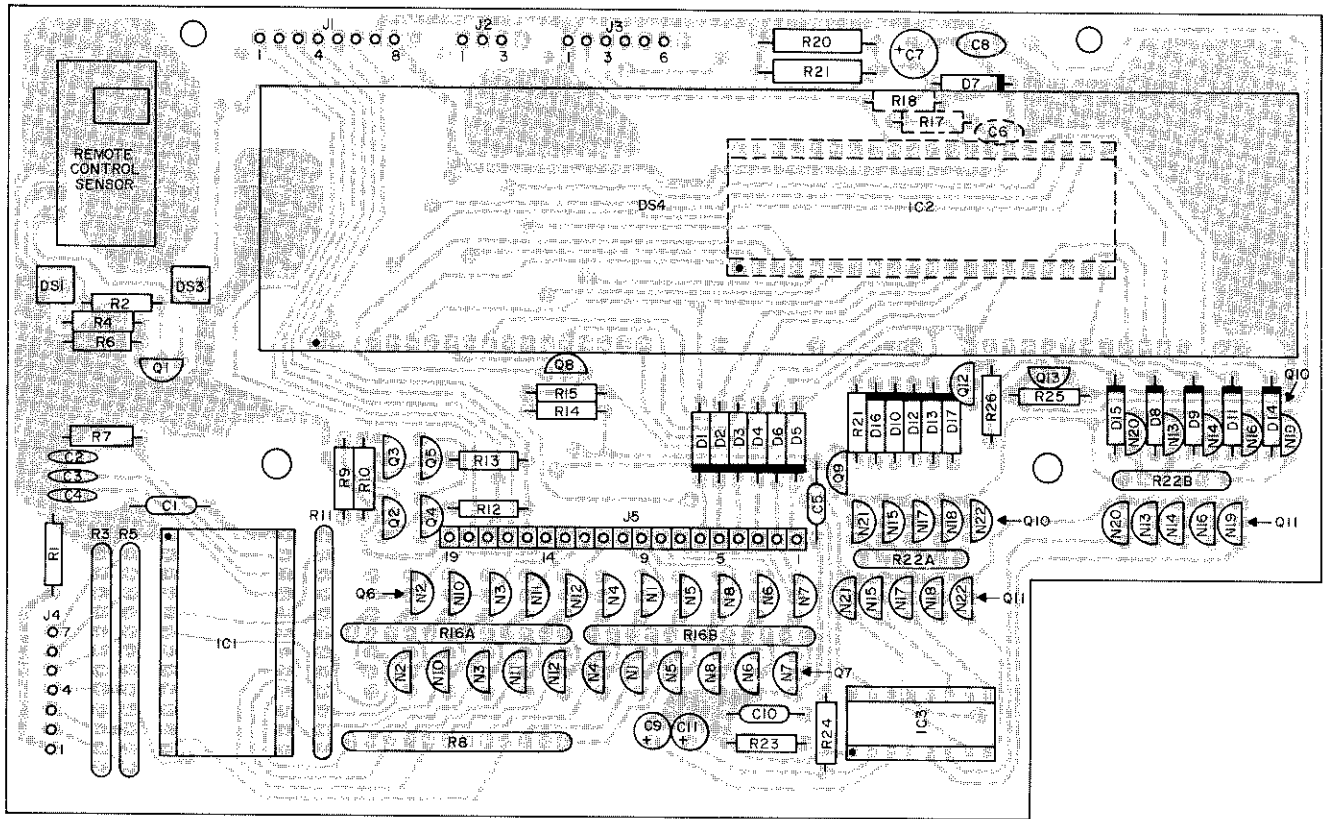 J1 J2 J3
1 4 8 1 3 1 3 6
R20 +C7 C8
R21 D7
R18
R17 C6
REMOTE
CONTROL
SENSOR
DS4 IC2
DS1 DS3
R2
R4
R6
Q1 Q8
R15
R14
Q12 R26 Q13 R25 Q10
D1 D2 D3 D4 D6 D5
R21 D16 D10 D12 D13 D17
D15 N20 D8 N13 D9 N14 D11 N16 D14 N19
R7
C2
C3
C4
C1
R9 R10 Q3 Q5 R13
Q2 Q4 R12
Q9 C5
R22B
J5
19 14 9 5 1
N21 N15 N17 N18 N22 Q10
N20 N13 N14 N16 N19 Q11
R22A
R1 R3 R5 R11
Q6 N2 N10 N3 N11 N12 N4 N1 N5 N8 N6 N7
N21 N15 N17 N18 N22 Q11
J4
7
4
1
IC1
R16A R16B
N2 N10 N3 N11 N12 N4 N1 N5 N8 N6 N7 Q7
R8
C9 + C11 +
C10
R23 R24
IC3